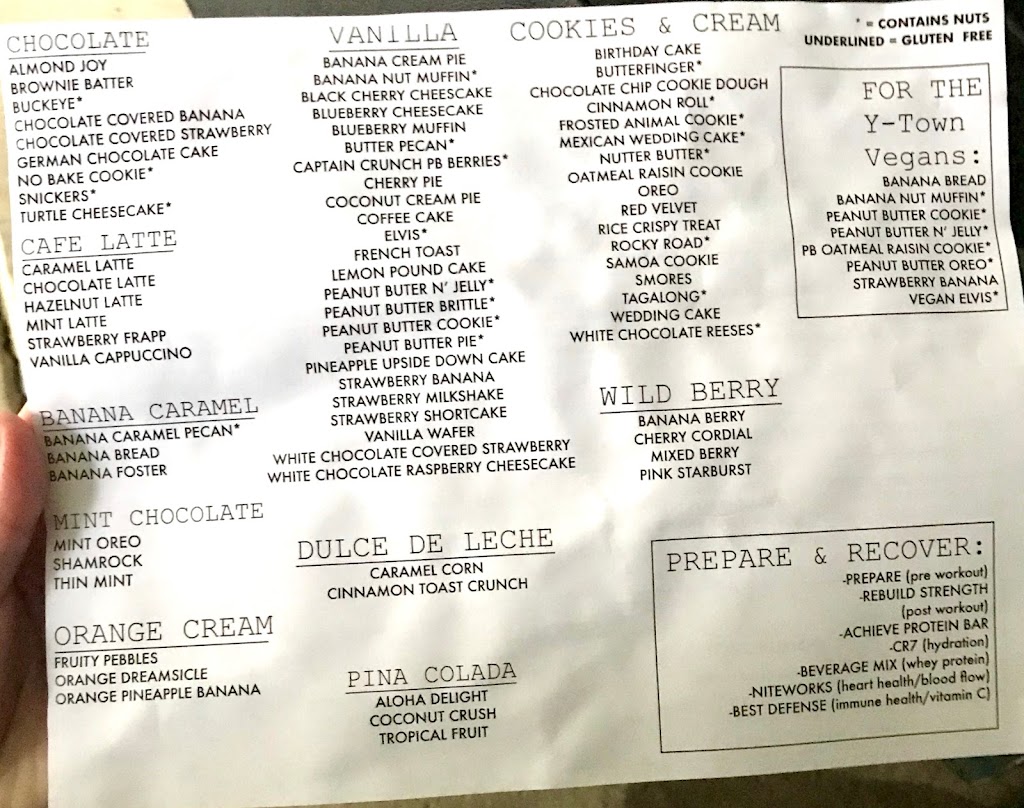 CHOCOLATE
ALMOND JOY
BROWNIE BATTER
BUCKEYE*
CHOCOLATE COVERED BANANA
CHOCOLATE COVERED STRAWBERRY
GERMAN CHOCOLATE CAKE
NO BAKE COOKIE*
SNICKERS*
TURTLE CHEESECAKE*
CAFE LATTE
CARAMEL LATTE
CHOCOLATE LATTE
HAZELNUT LATTE
MINT LATTE
STRAWBERRY FRAPP
VANILLA CAPPUCCINO
BANANA CARAMEL
BANANA CARAMEL PECAN*
BANANA BREAD
BANANA FOSTER
MINT CHOCOLATE
MINT OREO
SHAMROCK
THIN MINT
ORANGE CREAM
FRUITY PEBBLES
ORANGE DREAMSICLE
ORANGE PINEAPPLE BANANA
VANILLA
BANANA CREAM PIE
BANANA NUT MUFFIN*
BLACK CHERRY CHEESCAKE
BLUEBERRY CHEESECAKE
BLUEBERRY MUFFIN
BUTTER PECAN*
CAPTAIN CRUNCH PB BERRIES*
CHERRY PIE
COCONUT CREAM PIE
COFFEE CAKE
ELVIS*
FRENCH TOAST
LEMON POUND CAKE
PEANUT BUTER N' JELLY*
PEANUT BUTTER BRITTLE*
PEANUT BUTTER COOKIE*
PEANUT BUTTER PIE*
PINEAPPLE UPSIDE DOWN CAKE
STRAWBERRY BANANA
STRAWBERRY MILKSHAKE
STRAWBERRY SHORTCAKE
VANILLA WAFER
WHITE CHOCOLATE COVERED STRAWBERRY
WHITE CHOCOLATE RASPBERRY CHEESECAKE
DULCE DE LECHE
CARAMEL CORN
CINNAMON TOAST CRUNCH
PINA COLADA
ALOHA DELIGHT
COCONUT CRUSH
TROPICAL FRUIT
COOKIES & CREAM
BIRTHDAY CAKE
BUTTERFINGER*
CHOCOLATE CHIP COOKIE DOUGH
CINNAMON ROLL*
FROSTED ANIMAL COOKIE*
MEXICAN WEDDING CAKE*
NUTTER BUTTER*
OATMEAL RAISIN COOKIE
OREO
RED VELVET
RICE CRISPY TREAT
ROCKY ROAD*
SAMOA COOKIE
SMORES
TAGALONG*
WEDDING CAKE
WHITE CHOCOLATE REESES*
WILD BERRY
BANANA BERRY
CHERRY CORDIAL
MIXED BERRY
PINK STARBURST
* = CONTAINS NUTS
UNDERLINED = GLUTEN FREE
FOR THE
Y-Town
Vegans:
BANANA BREAD
BANANA NUT MUFFIN*
PEANUT BUTTER COOKIE*
PEANUT BUTTER N' JELLY*
PB OATMEAL RAISIN COOKIE*
PEANUT BUTTER OREO*
STRAWBERRY BANANA
VEGAN ELVIS*
PREPARE & RECOVER:
-PREPARE (pre workout)
-REBUILD STRENGTH
(post workout)
-ACHIEVE PROTEIN BAR
-CR7 (hydration)
-BEVERAGE MIX (whey protein)
-NITEWORKS (heart health/blood flow)
-BEST DEFENSE (immune health/vitamin C)